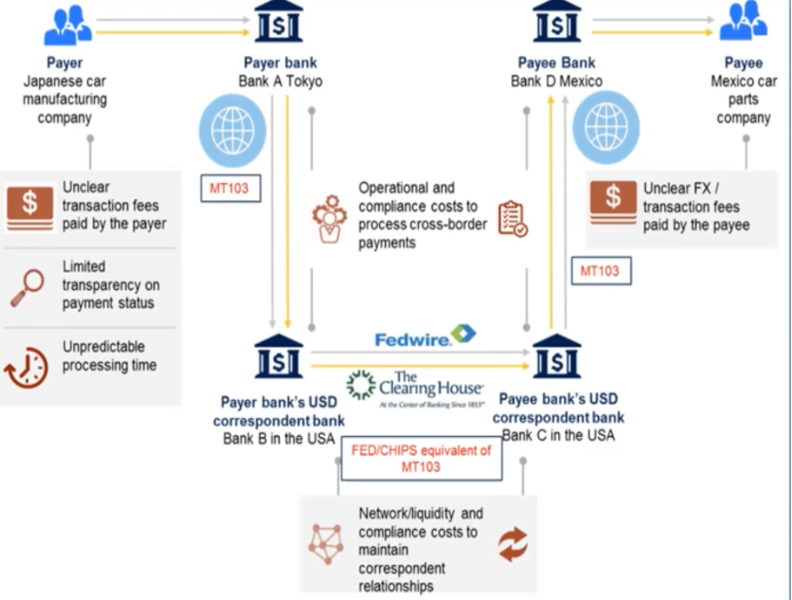 Payer
Japanese car
manufacturing
company
Payer bank
Bank A Tokyo
Payee Bank
Bank D Mexico
Payee
Mexico car
parts
company
MT103
$
Unclear
transaction fees
paid by the payer
Limited
transparency on
payment status
Unpredictable
processing time
Operational and
compliance costs to
process cross-border
payments
$
Unclear FX /
transaction fees
paid by the payee
MT103
Fedwire
The
Clearing House
At the Center of Banking Since 1853
Payer bank's USD
correspondent bank
Bank B in the USA
Payee bank's USD
correspondent bank
Bank C in the USA
FED/CHIPS equivalent of
MT103
Network/liquidity and
compliance costs to
maintain
correspondent
relationships